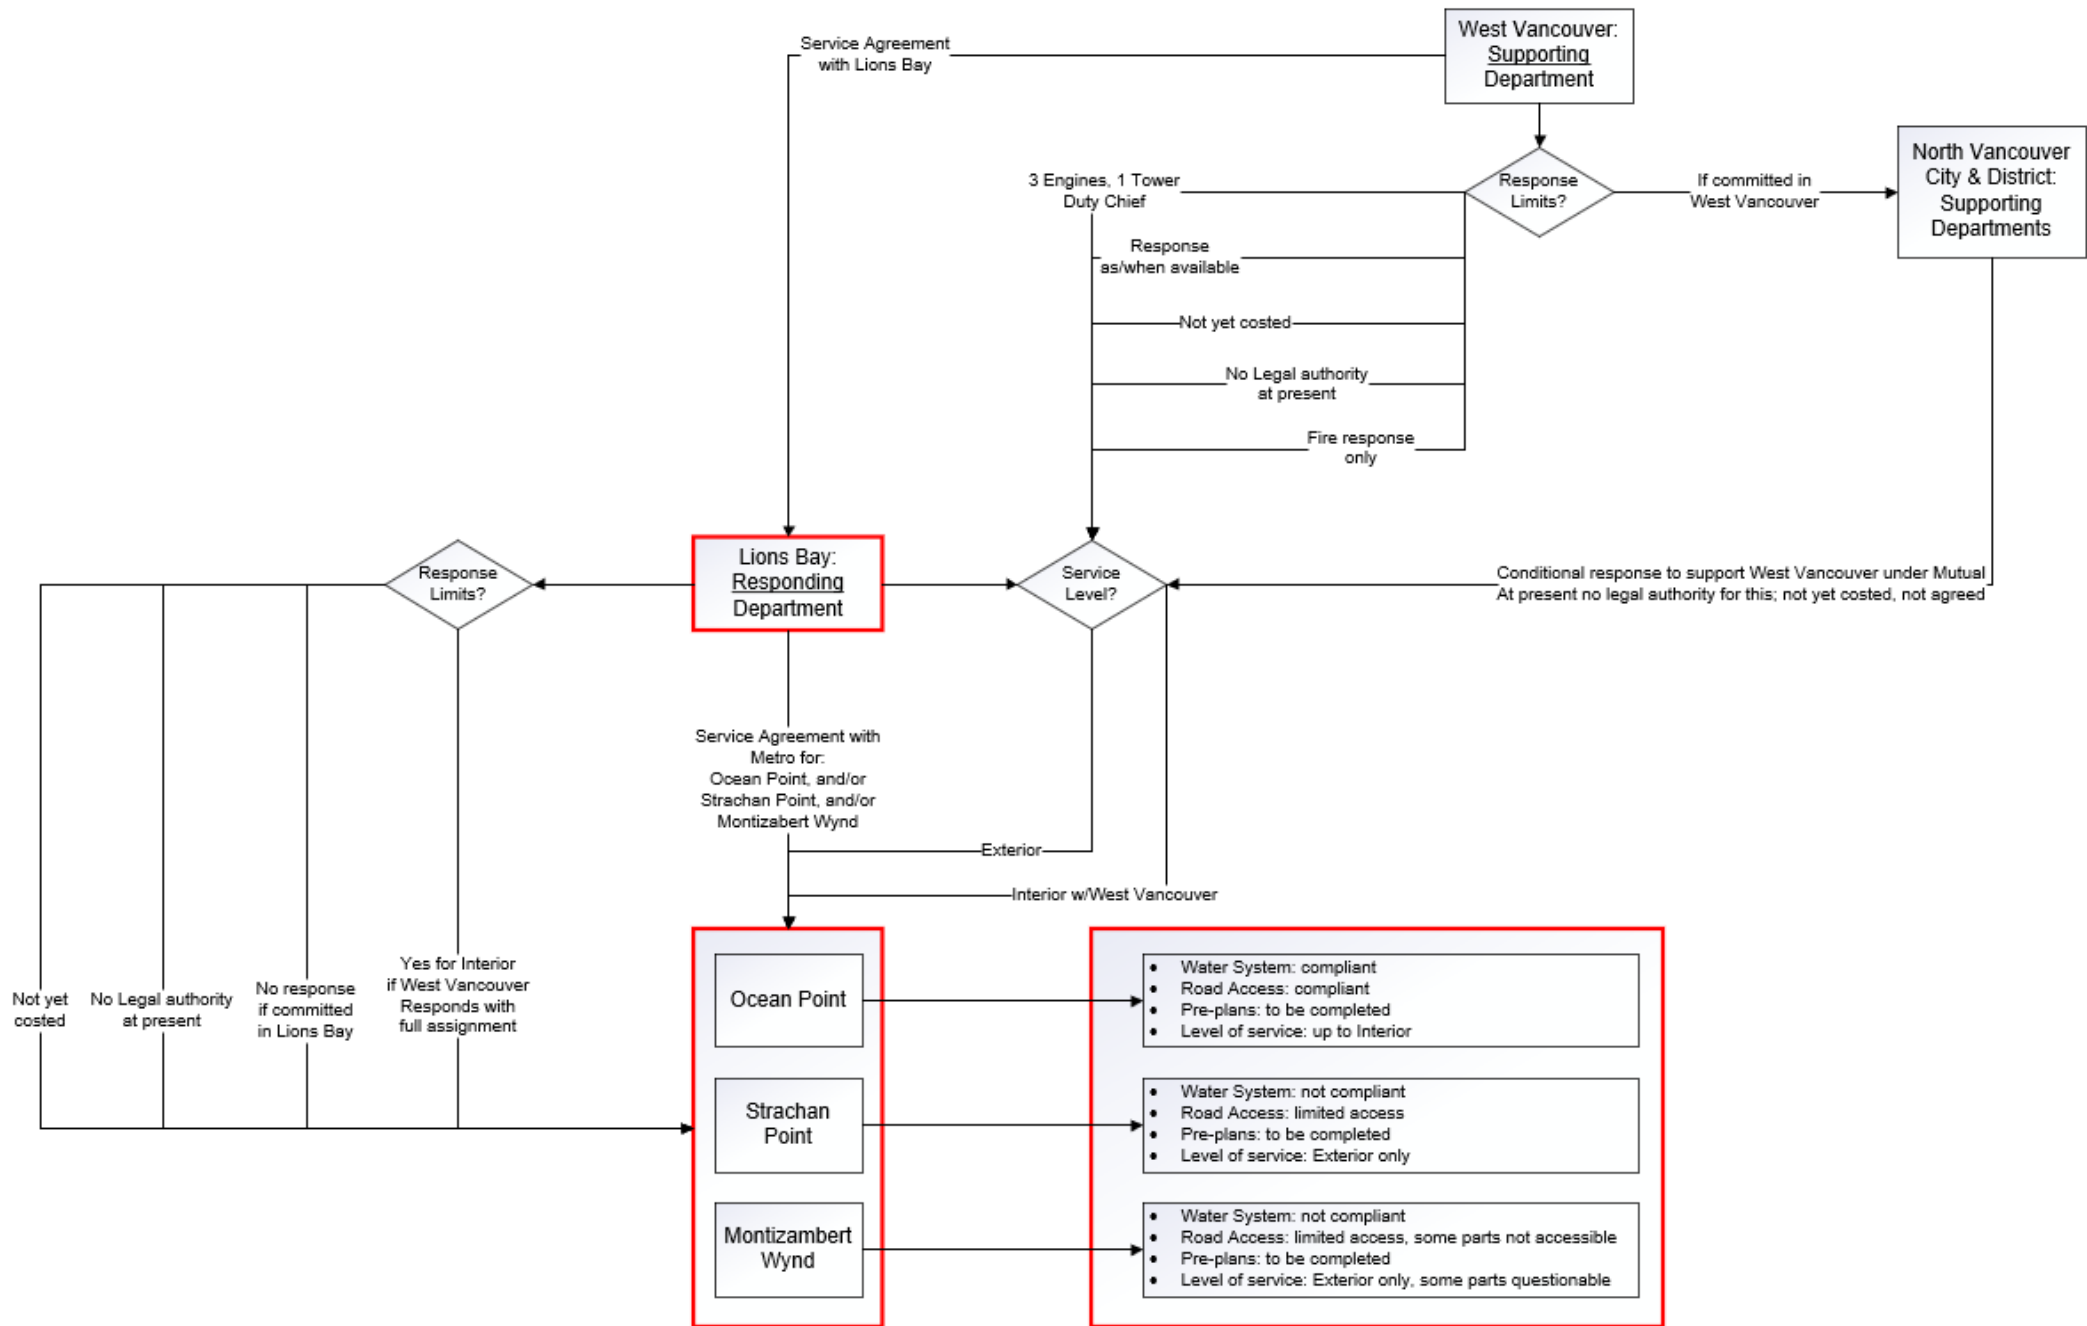 West Vancouver:
Supporting
Department
Service Agreement
with Lions Bay
North Vancouver
City & District:
Supporting
Departments
Response
Limits?
If committed in
West Vancouver
3 Engines, 1 Tower
Duty Chief
Response
as/when available
Not yet costed
No Legal authority
at present
Fire response
only
Lions Bay:
Responding
Department
Response
Limits?
Service
Level?
Conditional response to support West Vancouver under Mutual
At present no legal authority for this; not yet costed, not agreed
Service Agreement with
Metro for:
Ocean Point, and/or
Strachan Point, and/or
Montizabert Wynd
Exterior
Interior w/West Vancouver
Not yet
costed
No Legal authority
at present
No response
if committed
in Lions Bay
Yes for Interior
if West Vancouver
Responds with
full assignment
Ocean Point
• Water System: compliant
• Road Access: compliant
• Pre-plans: to be completed
• Level of service: up to Interior
Strachan
Point
• Water System: not compliant
• Road Access: limited access
• Pre-plans: to be completed
• Level of service: Exterior only
Montizambert
Wynd
• Water System: not compliant
• Road Access: limited access, some parts not accessible
• Pre-plans: to be completed
• Level of service: Exterior only, some parts questionable